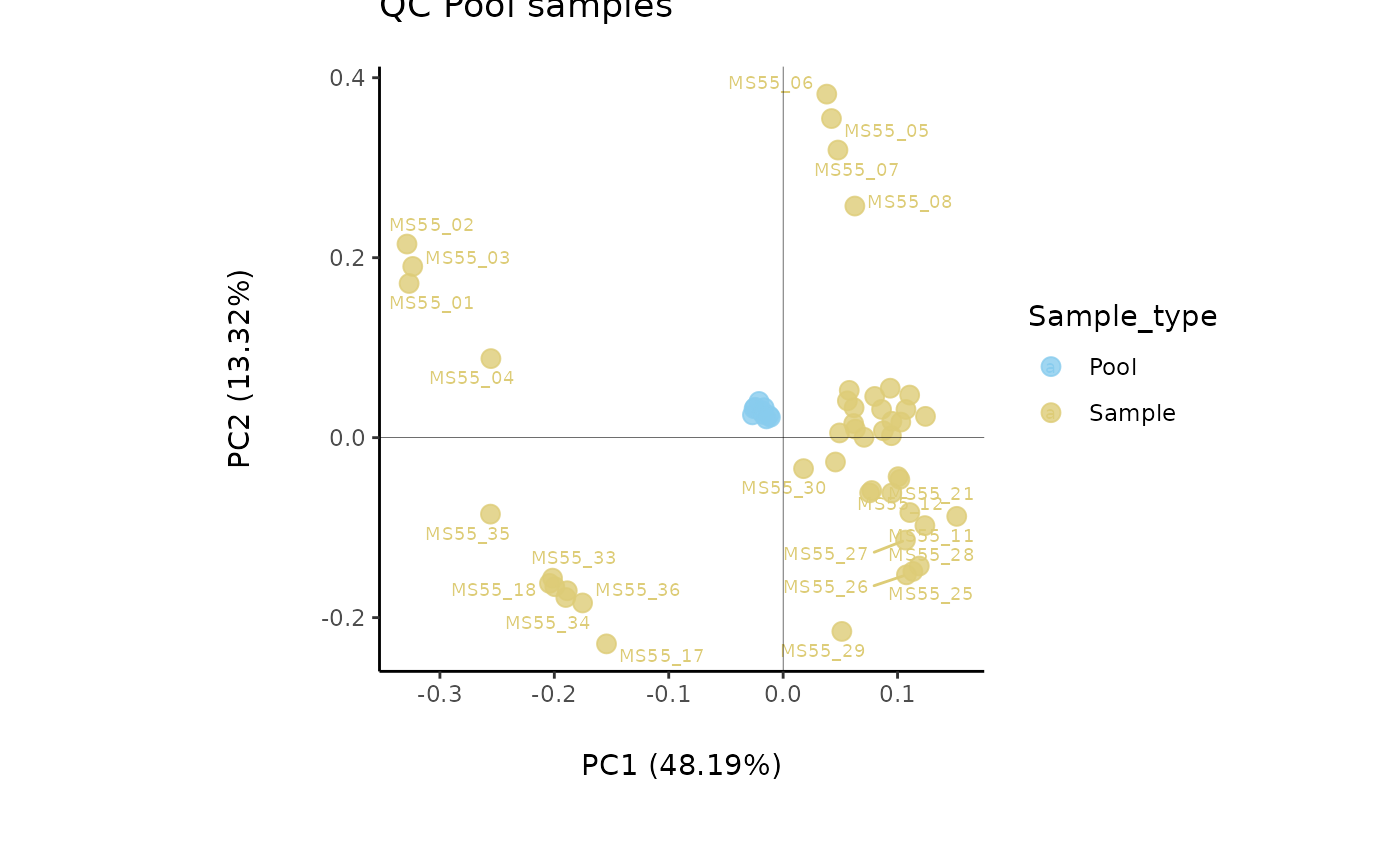 QC Pool samples
0.4
0.2
0.0
-0.2
PC2 (13.32%)
MS55_06
MS55_05
MS55_07
MS55_08
MS55_02
MS55_03
MS55_01
MS55_04
MS55_30
MS55_21
MS55_12
MS55_35
MS55_11
MS55_27
MS55_28
MS55_33
MS55_18
MS55_36
MS55_26
MS55_25
MS55_34
MS55_29
MS55_17
-0.3
-0.2
-0.1
0.0
0.1
PC1 (48.19%)
Sample_type
a Pool
a Sample